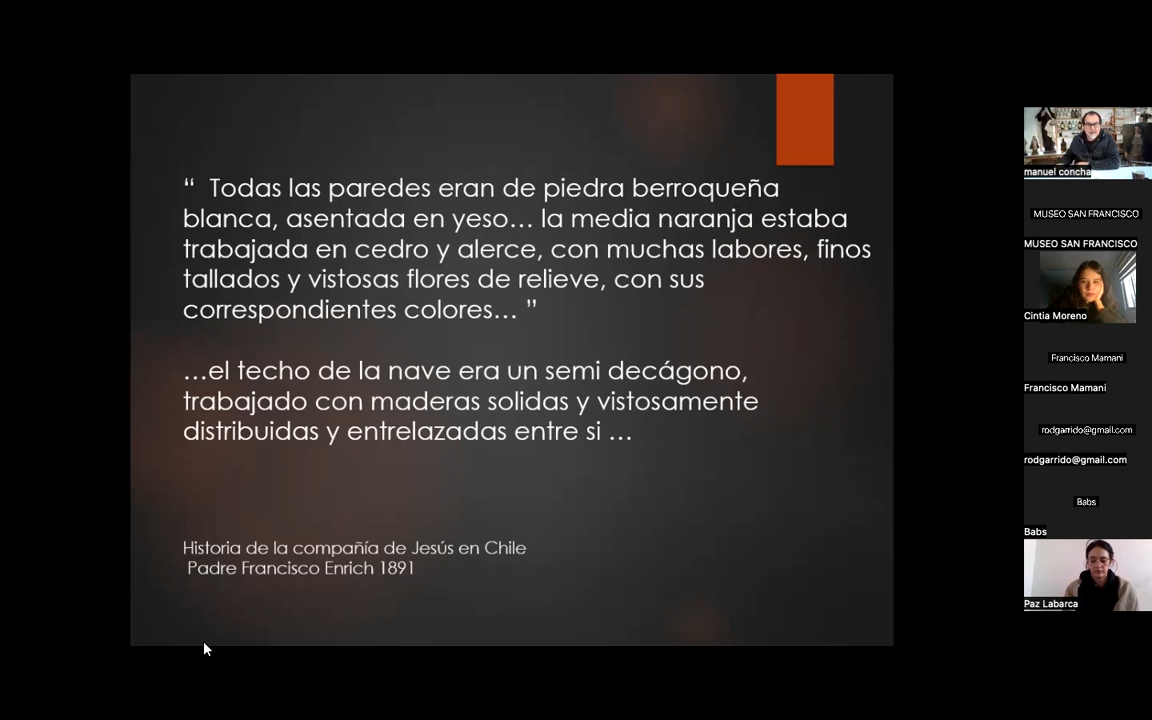 “ Todas las paredes eran de piedra berroqueña
blanca, asentada en yeso… la media naranja estaba
trabajada en cedro y alerce, con muchas labores, finos
tallados y vistosas flores de relieve, con sus
correspondientes colores… ”
…el techo de la nave era un semi decágono,
trabajado con maderas solidas y vistosamente
distribuidas y entrelazadas entre si …
Historia de la compañía de Jesús en Chile
Padre Francisco Enrich 1891
manuel concha
MUSEO SAN FRANCISCO
MUSEO SAN FRANCISCO
Cintia Moreno
Francisco Mamani
Francisco Mamani
rodgarrido@gmail.com
rodgarrido@gmail.com
Babs
Babs
Paz Labarca